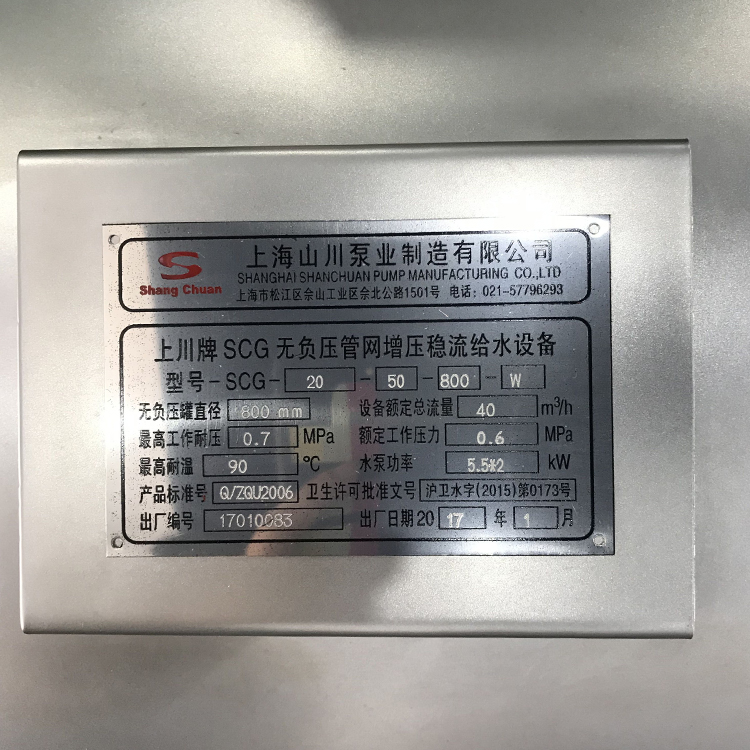 上海山川泵业制造有限公司
SHANGHAI SHANCHUAN PUMP MANUFACTURING CO.,LTD
Shang Chuan
上海市松江区佘山工业区佘北公路1501号 电话：021-57796293
上川牌SCG无负压管网增压稳流给水设备
型号-SCG-20-50-800-W
无负压罐直径 800 mm 设备额定总流量 40 m³/h
最高工作耐压 0.7 MPa 额定工作压力 0.6 MPa
最高耐温 90 ℃ 水泵功率 5.5*2 kW
产品标准号 Q/ZQU2006 卫生许可批准文号 沪卫水字(2015)第0173号
出厂编号 17010083 出厂日期2017年1月